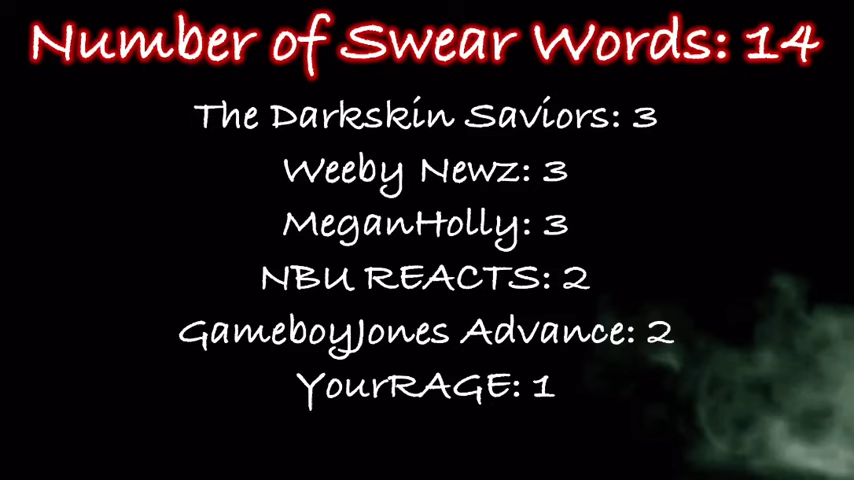 Number of Swear Words: 14
The Darkskin Saviors: 3
Weeby Newz: 3
MeganHolly: 3
NBU REACTS: 2
GameboyJones Advance: 2
YourRAGE: 1